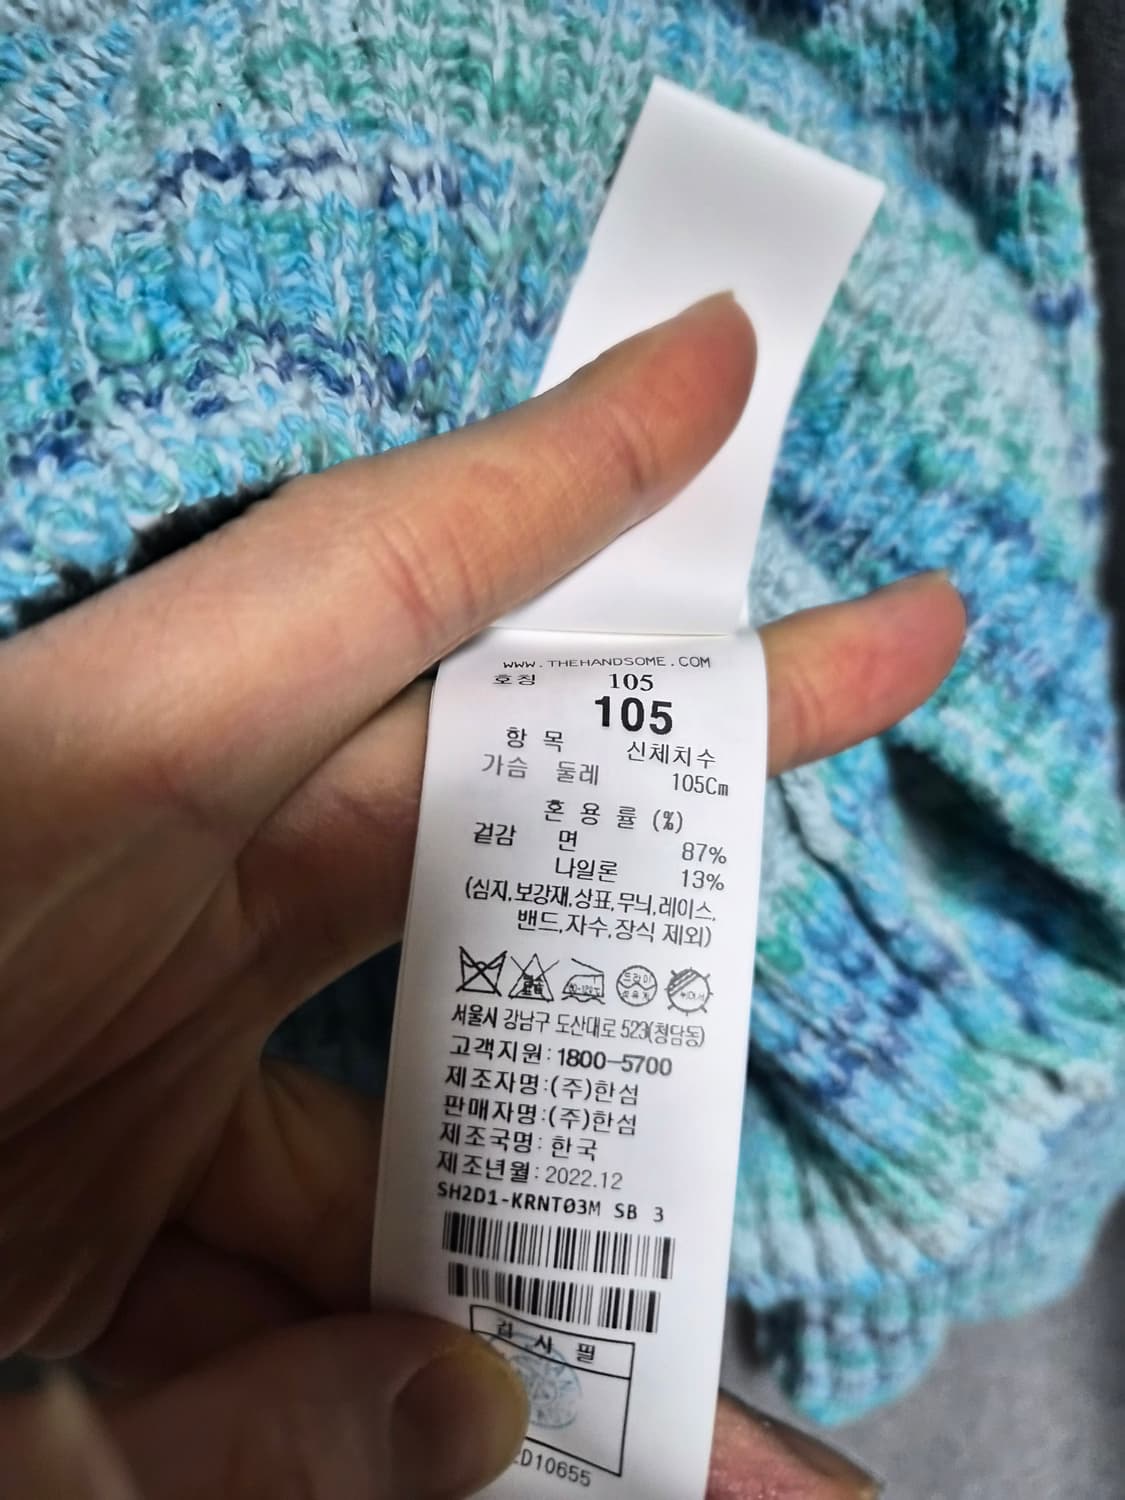 WWW.THEHANDSOME.COM
호칭 105
105
항 목 신체치수
가슴 둘레 105Cm
혼 용 률 (%)
겉감 면 87%
나일론 13%
(심지,보강재,상표,무늬,레이스,
밴드,자수,장식 제외)
서울시 강남구 도산대로 523(청담동)
고객지원:1800-5700
제조자명:(주)한섬
판매자명:(주)한섬
제조국명: 한국
제조년월: 2022.12
SH2D1-KRNT03M SB 3
검 사 필
D10655